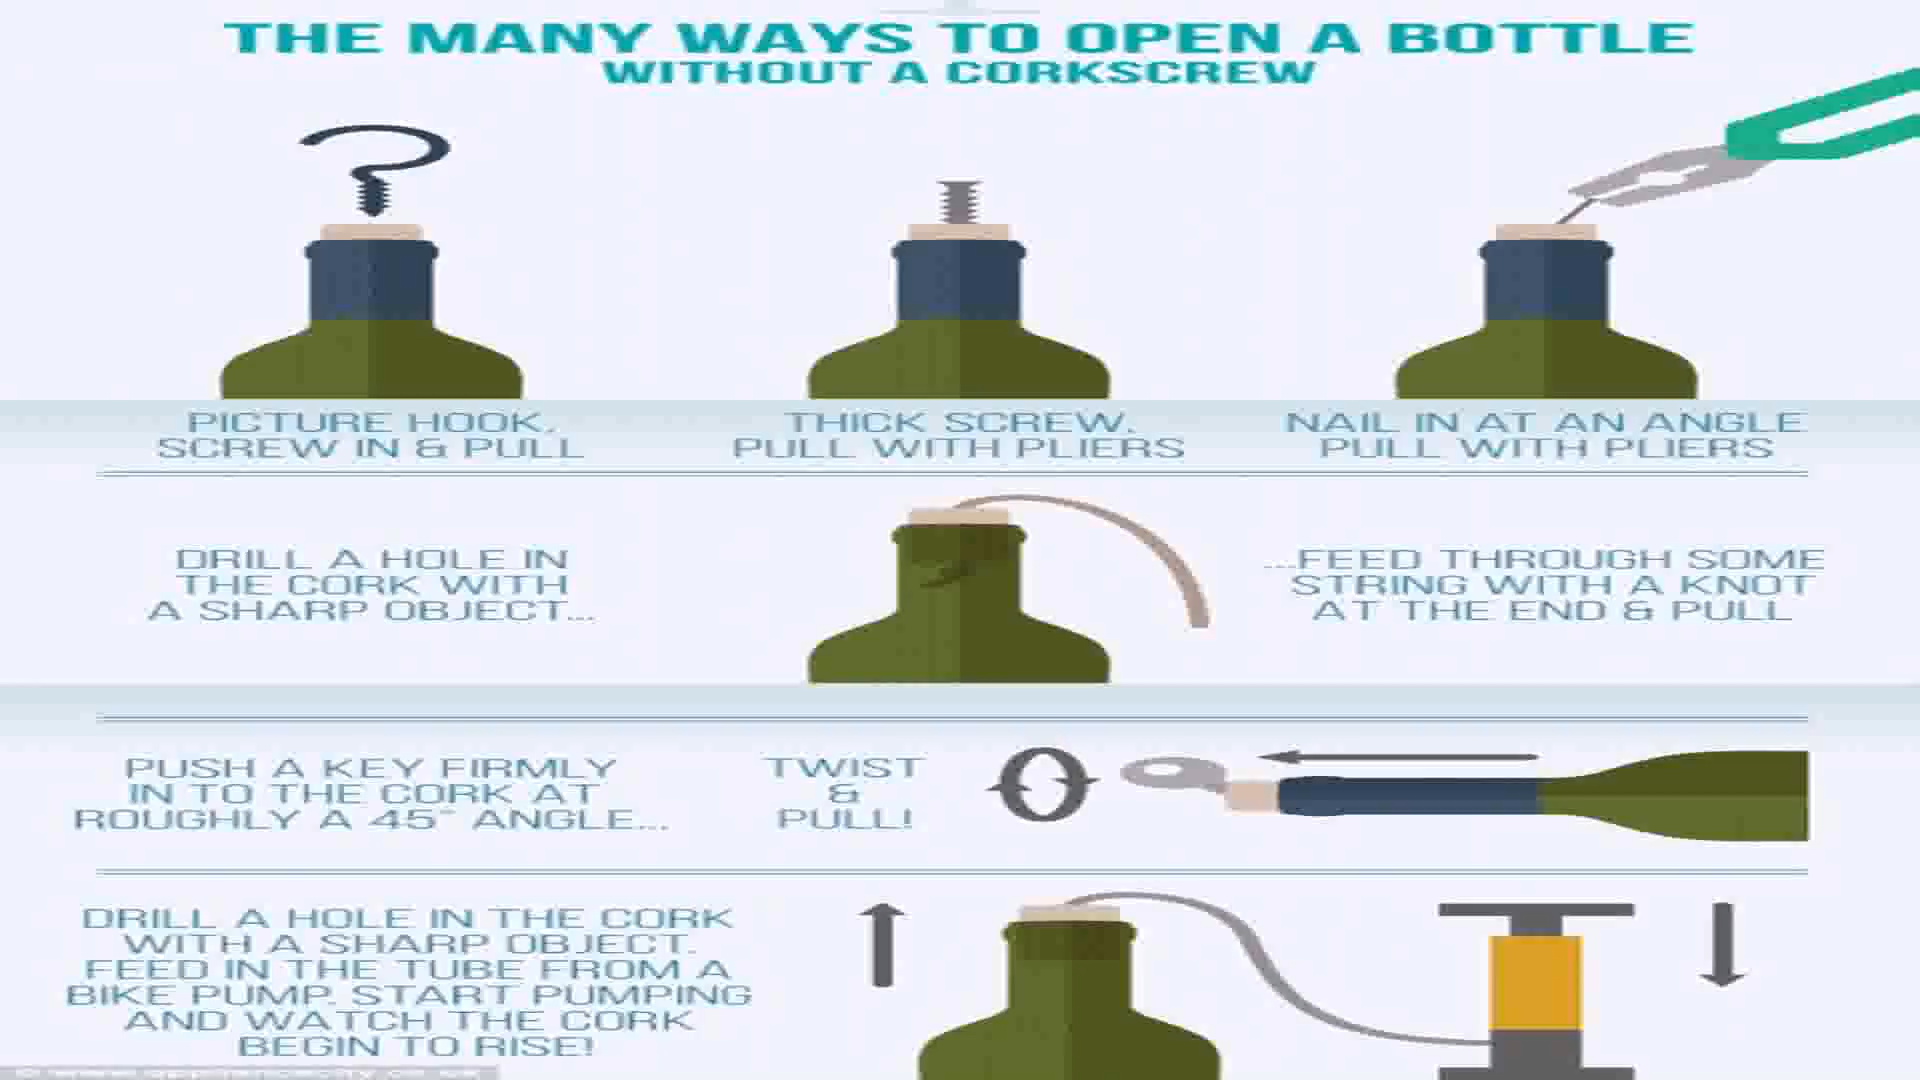 THE MANY WAYS TO OPEN A BOTTLE
WITHOUT A CORKSCREW
PICTURE HOOK,
SCREW IN & PULL
THICK SCREW,
PULL WITH PLIERS
NAIL IN AT AN ANGLE
PULL WITH PLIERS
DRILL A HOLE IN
THE CORK WITH
A SHARP OBJECT...
...FEED THROUGH SOME
STRING WITH A KNOT
AT THE END & PULL
PUSH A KEY FIRMLY
IN TO THE CORK AT
ROUGHLY A 45° ANGLE...
TWIST
&
PULL!
DRILL A HOLE IN THE CORK
WITH A SHARP OBJECT.
FEED IN THE TUBE FROM A
BIKE PUMP. START PUMPING
AND WATCH THE CORK
BEGIN TO RISE!